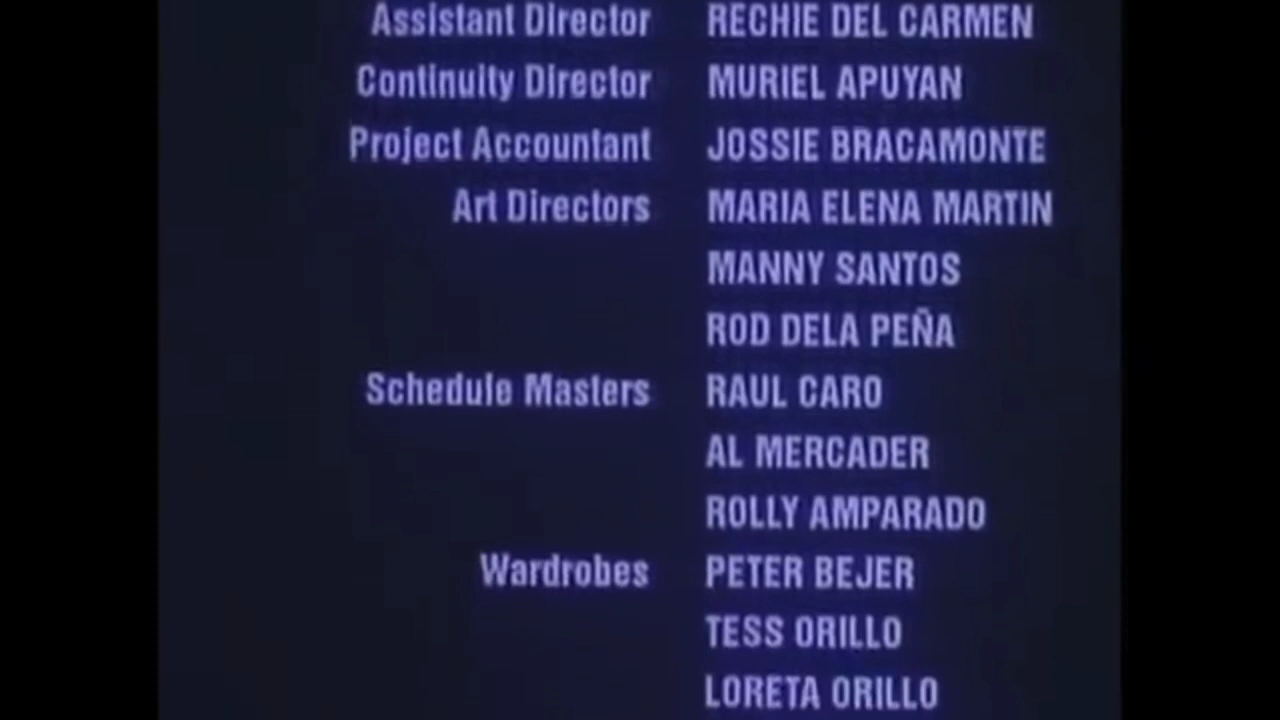 Assistant Director RECHIE DEL CARMEN
Continuity Director MURIEL APUYAN
Project Accountant JOSSIE BRACAMONTE
Art Directors MARIA ELENA MARTIN
MANNY SANTOS
ROD DELA PEÑA
Schedule Masters RAUL CARO
AL MERCADER
ROLLY AMPARADO
Wardrobes PETER BEJER
TESS ORILLO
LORETA ORILLO